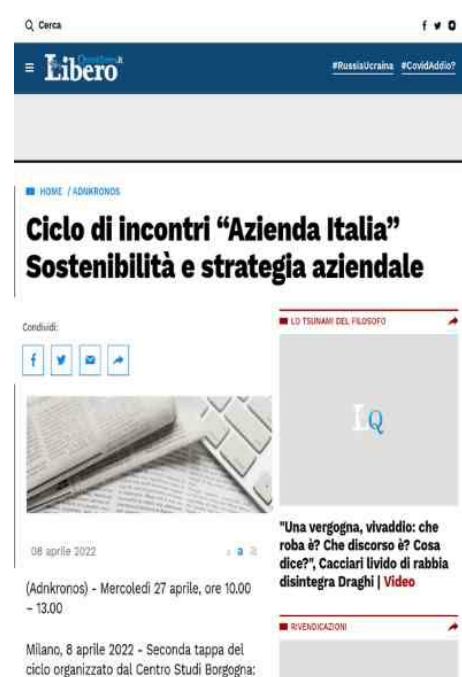 Cerca
Libero
Quotidiano.it
#RussiaUcraina #CovidAddio?
HOME / ADNKRONOS
Ciclo di incontri “Azienda Italia”
Sostenibilità e strategia aziendale
Condividi:
08 aprile 2022
a
(Adnkronos) - Mercoledì 27 aprile, ore 10.00
– 13.00
Milano, 8 aprile 2022 - Seconda tappa del
ciclo organizzato dal Centro Studi Borgogna:
LO TSUNAMI DEL FILOSOFO
LQ
"Una vergogna, vivaddio: che
roba è? Che discorso è? Cosa
dice?", Cacciari livido di rabbia
disintegra Draghi | Video
RIVENDICAZIONI